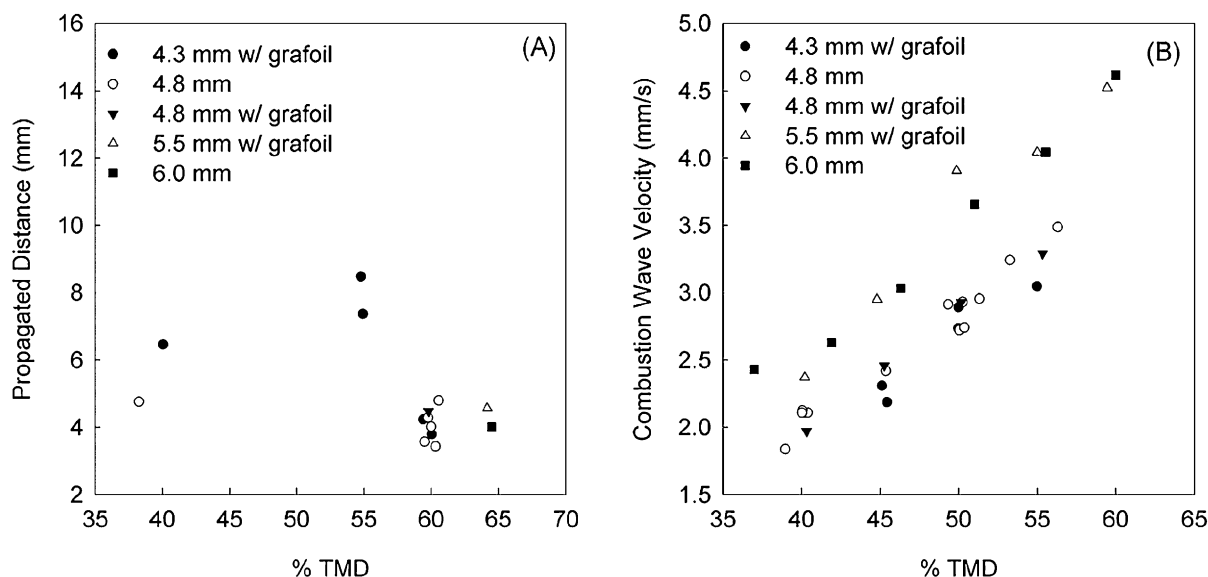 (A)
4.3 mm w/ grafoil
4.8 mm
4.8 mm w/ grafoil
5.5 mm w/ grafoil
6.0 mm
Propagated Distance (mm)
16
14
12
10
8
6
4
2
35 40 45 50 55 60 65 70
% TMD
(B)
4.3 mm w/ grafoil
4.8 mm
4.8 mm w/ grafoil
5.5 mm w/ grafoil
6.0 mm
Combustion Wave Velocity (mm/s)
5.0
4.5
4.0
3.5
3.0
2.5
2.0
1.5
35 40 45 50 55 60 65
% TMD